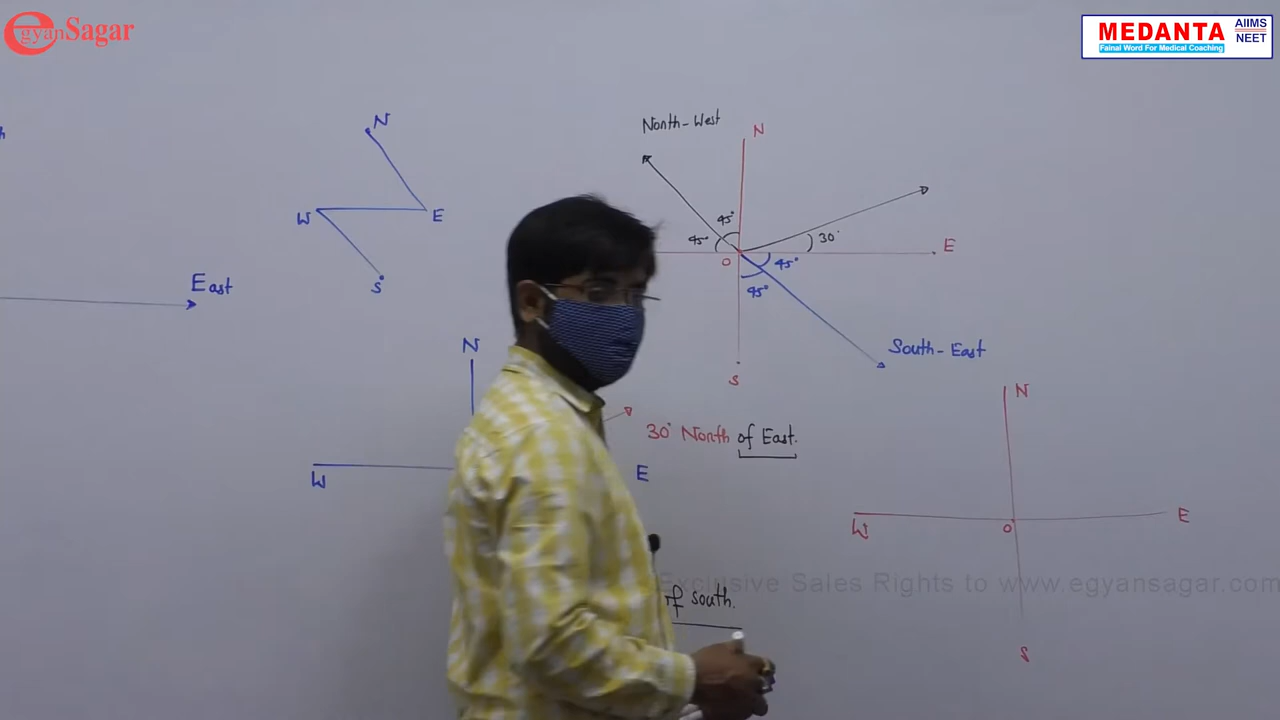 egyanSagar
MEDANTA
AIIMS
NEET
Fainal Word For Medical Coaching
N
W
E
S
East
North-West
N
45°
45°
30°
E
O
45°
45°
S
South-East
N
W
E
30° North of East.
of south.
N
W
O
E
S
Exclusive Sales Rights to www.egyansagar.com